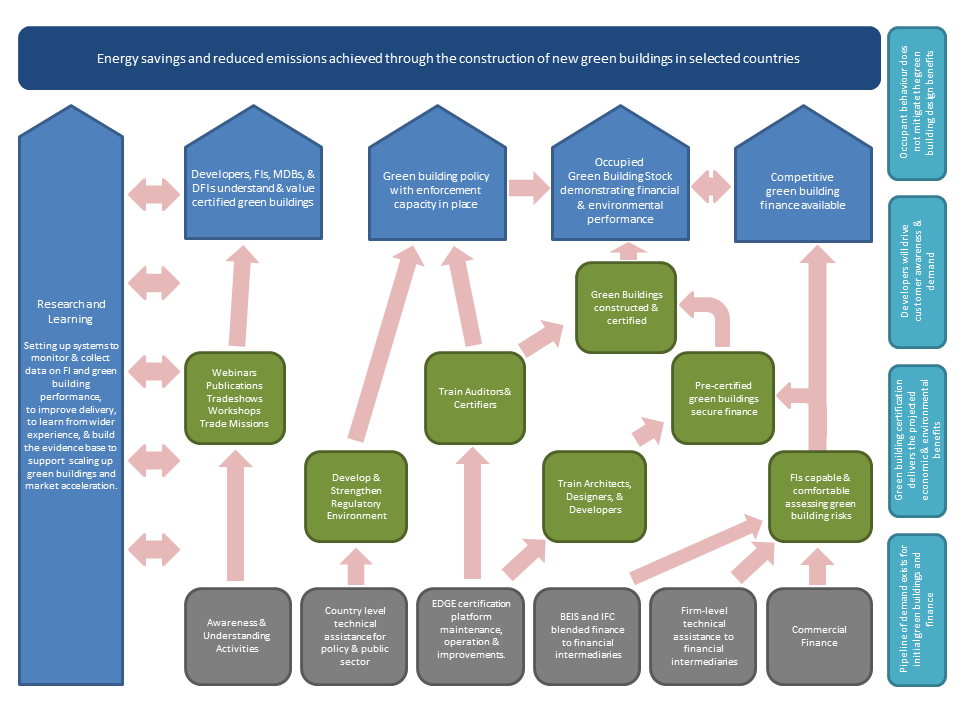 Energy savings and reduced emissions achieved through the construction of new green buildings in selected countries
Research and
Learning
Setting up systems to
monitor & collect
data on FI and green
building
performance,
to improve delivery,
to learn from wider
experience, & build
the evidence base to
support scaling up
green buildings and
market acceleration.
Developers, FIs, MDBs, &
DFIs understand & value
certified green buildings
Green building policy
with enforcement
capacity in place
Occupied
Green Building Stock
demonstrating financial
& environmental
performance
Competitive
green building
finance available
Green Buildings
constructed &
certified
Webinars
Publications
Tradeshows
Workshops
Trade Missions
Train Auditors &
Certifiers
Pre-certified
green buildings
secure finance
Develop &
Strengthen
Regulatory
Environment
Train Architects,
Designers, &
Developers
FIs capable &
comfortable
assessing green
building risks
Awareness &
Understanding
Activities
Country level
technical
assistance for
policy & public
sector
EDGE certification
platform
maintenance,
operation &
improvements.
BEIS and IFC
blended finance
to financial
intermediaries
Firm-level
technical
assistance to
financial
intermediaries
Commercial
Finance
Occupant behaviour does
not mitigate the green
building design benefits
Developers will drive
customer awareness &
demand
Green building certification
delivers the projected
economic & environmental
benefits
Pipeline of demand exists for
initial green buildings and
finance